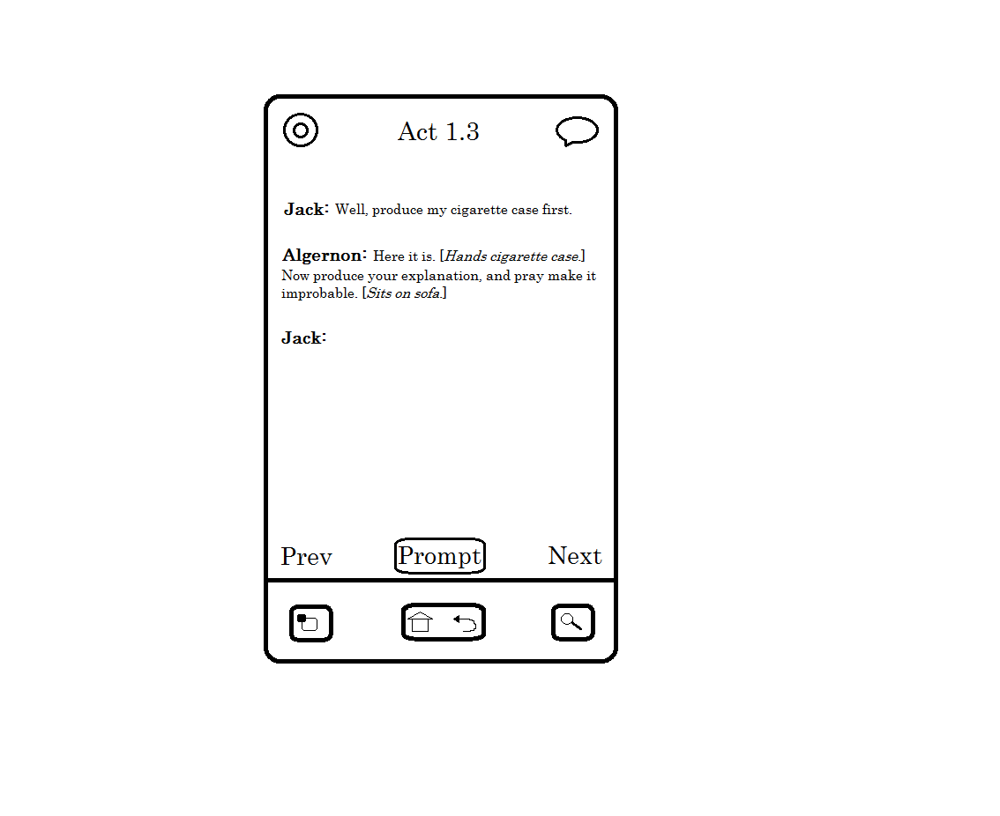 Act 1.3
Jack: Well, produce my cigarette case first.
Algernon: Here it is. [Hands cigarette case.]
Now produce your explanation, and pray make it
improbable. [Sits on sofa.]
Jack:
Prev Prompt Next